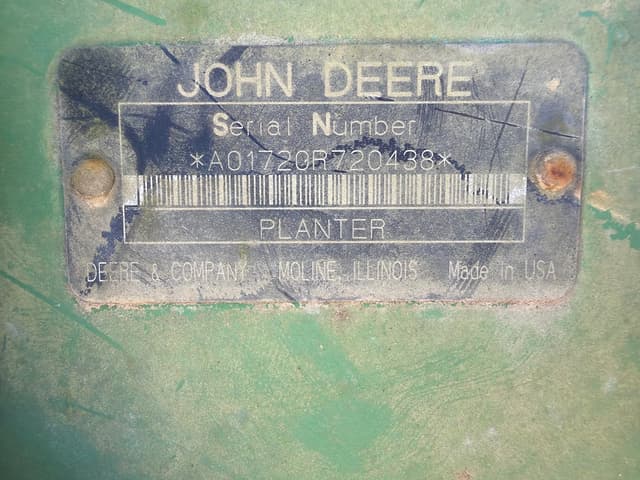 JOHN DEERE
Serial Number
*A01720R720438*
PLANTER
DEERE & COMPANY MOLINE, ILLINOIS Made in USA